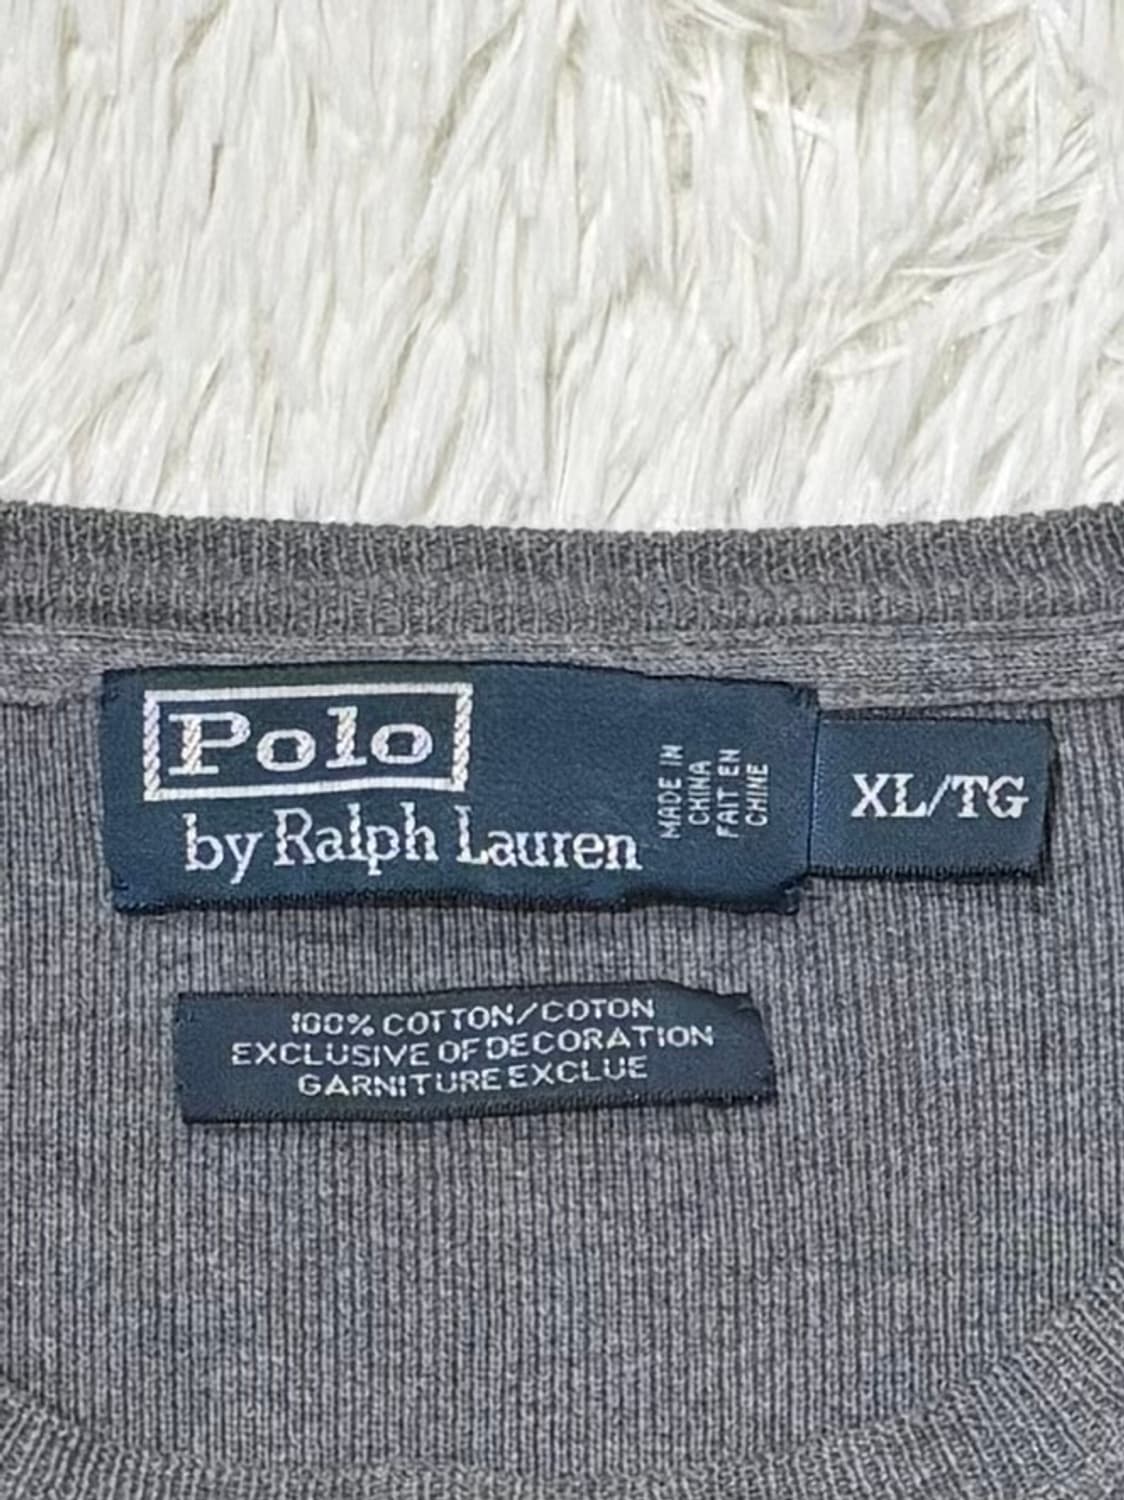 Polo
by Ralph Lauren
MADE IN
CHINA
FAIT EN
CHINE
XL/TG
100% COTTON/COTON
EXCLUSIVE OF DECORATION
GARNITURE EXCLUE